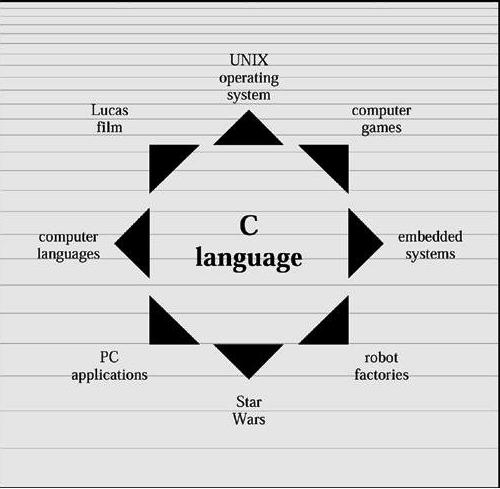 UNIX
operating
system
Lucas
film
computer
games
C
language
computer
languages
embedded
systems
PC
applications
robot
factories
Star
Wars